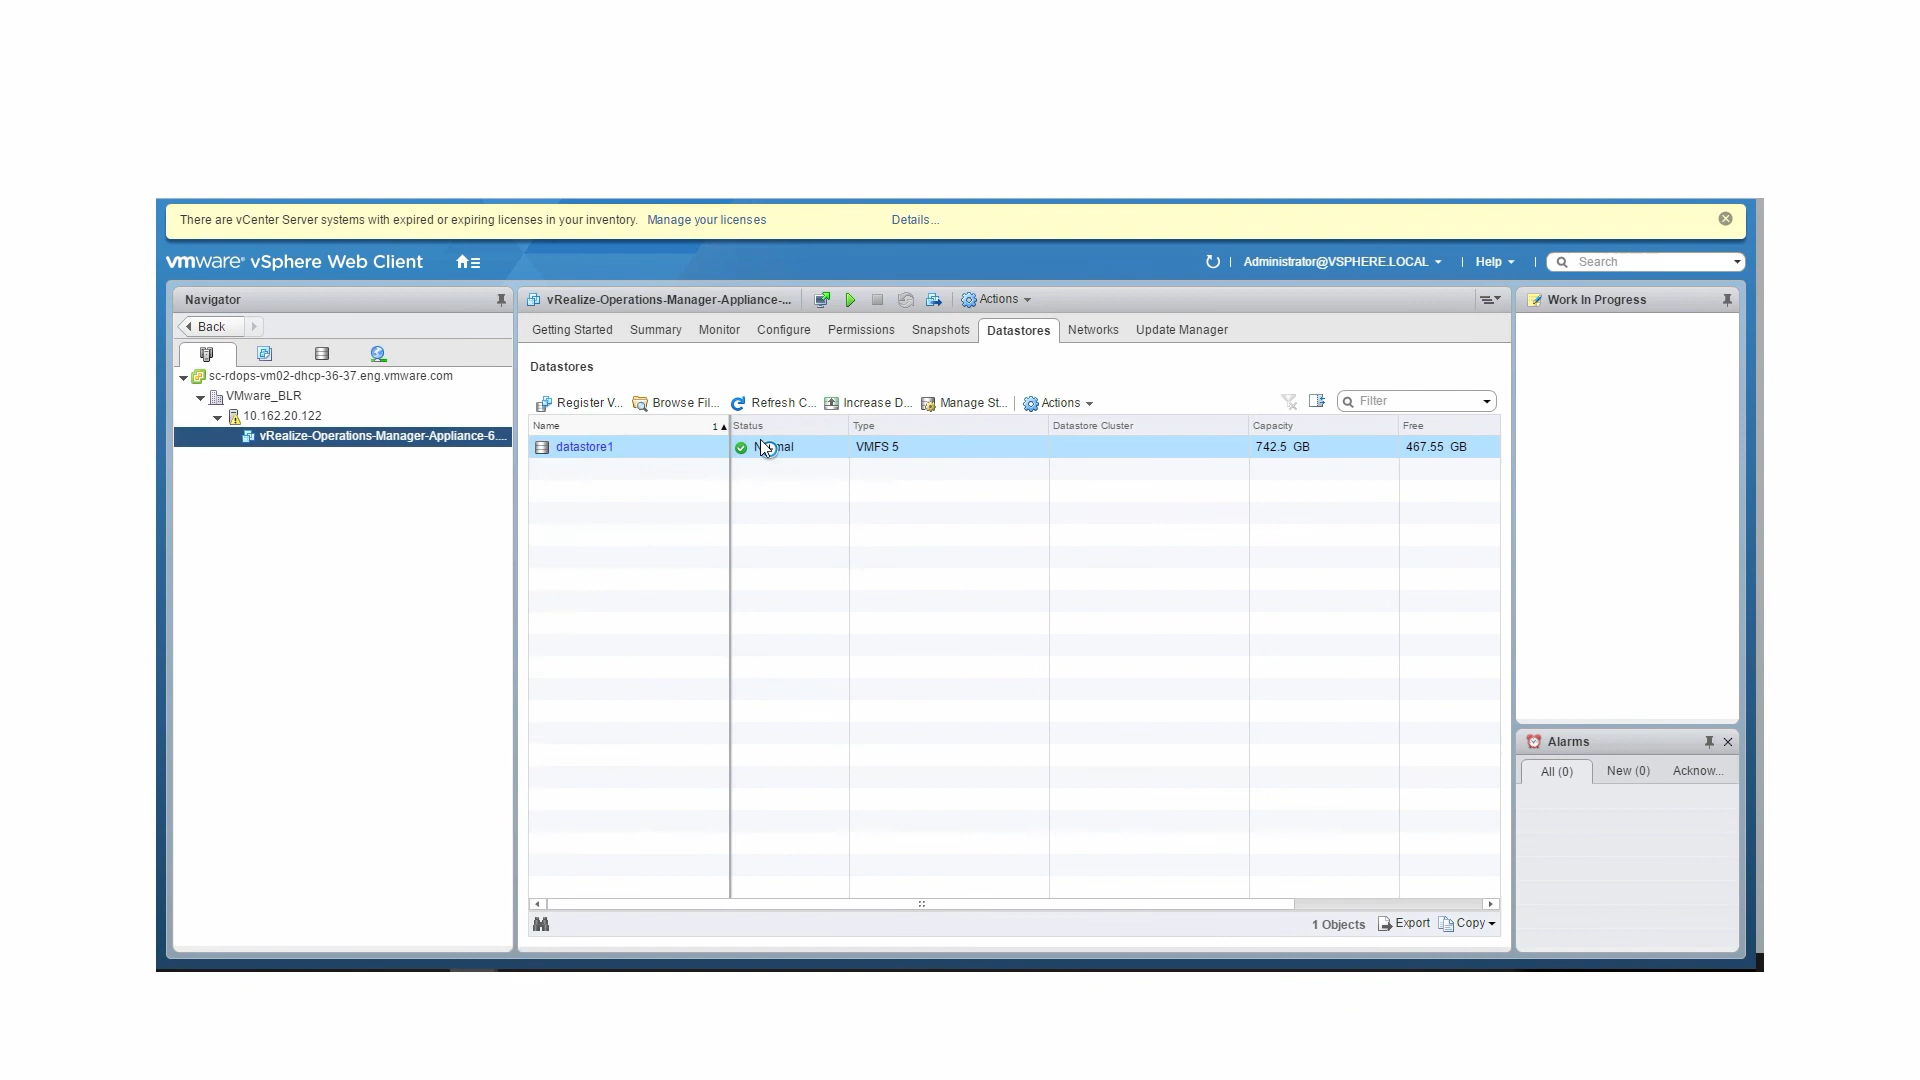 There are vCenter Server systems with expired or expiring licenses in your inventory. Manage your licenses Details...
vmware® vSphere Web Client
Administrator@VSPHERE.LOCAL
Help
Search
Navigator
Back
sc-rdops-vm02-dhcp-36-37.eng.vmware.com
VMware_BLR
10.162.20.122
vRealize-Operations-Manager-Appliance-6....
vRealize-Operations-Manager-Appliance-... Actions
Getting Started Summary Monitor Configure Permissions Snapshots Datastores Networks Update Manager
Datastores
Register V... Browse Fil... Refresh C... Increase D... Manage St... Actions
Filter
Name 1 Status Type Datastore Cluster Capacity Free
datastore1 VMFS 5 742.5 GB 467.55 GB
1 Objects Export Copy
Work In Progress
Alarms
All (0) New (0) Acknow...